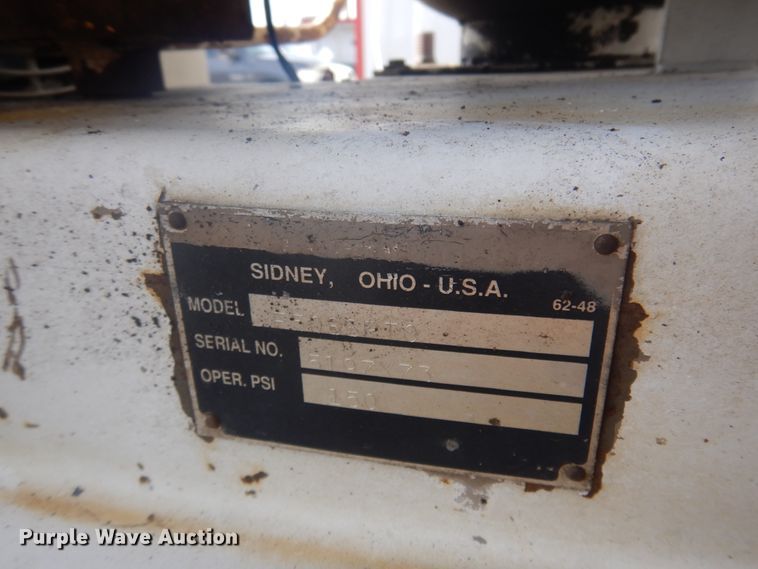 SIDNEY, OHIO - U.S.A.
62-48
MODEL
SERIAL NO.
OPER. PSI 150
Purple Wave Auction